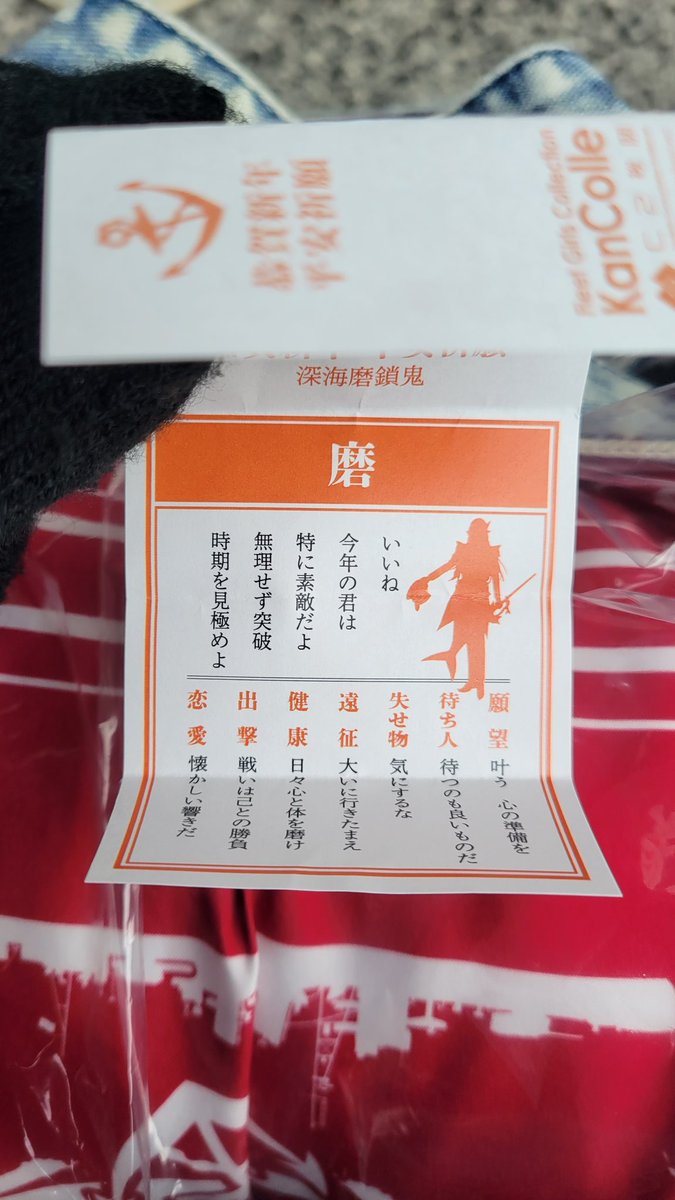 恭賀新年
平安祈願
Fleet Girls Collection
KanColle
深海磨鎖鬼
磨
いいね
今年の君は
特に素敵だよ
無理せず突破
時期を見極めよ
願望 叶う 心の準備を
待ち人 待つのも良いものだ
失せ物 気にするな
遠征 大いに行きたまえ
健康 日々心と体を磨け
出撃 戦いは己との勝負
恋愛 懐かしい響きだ